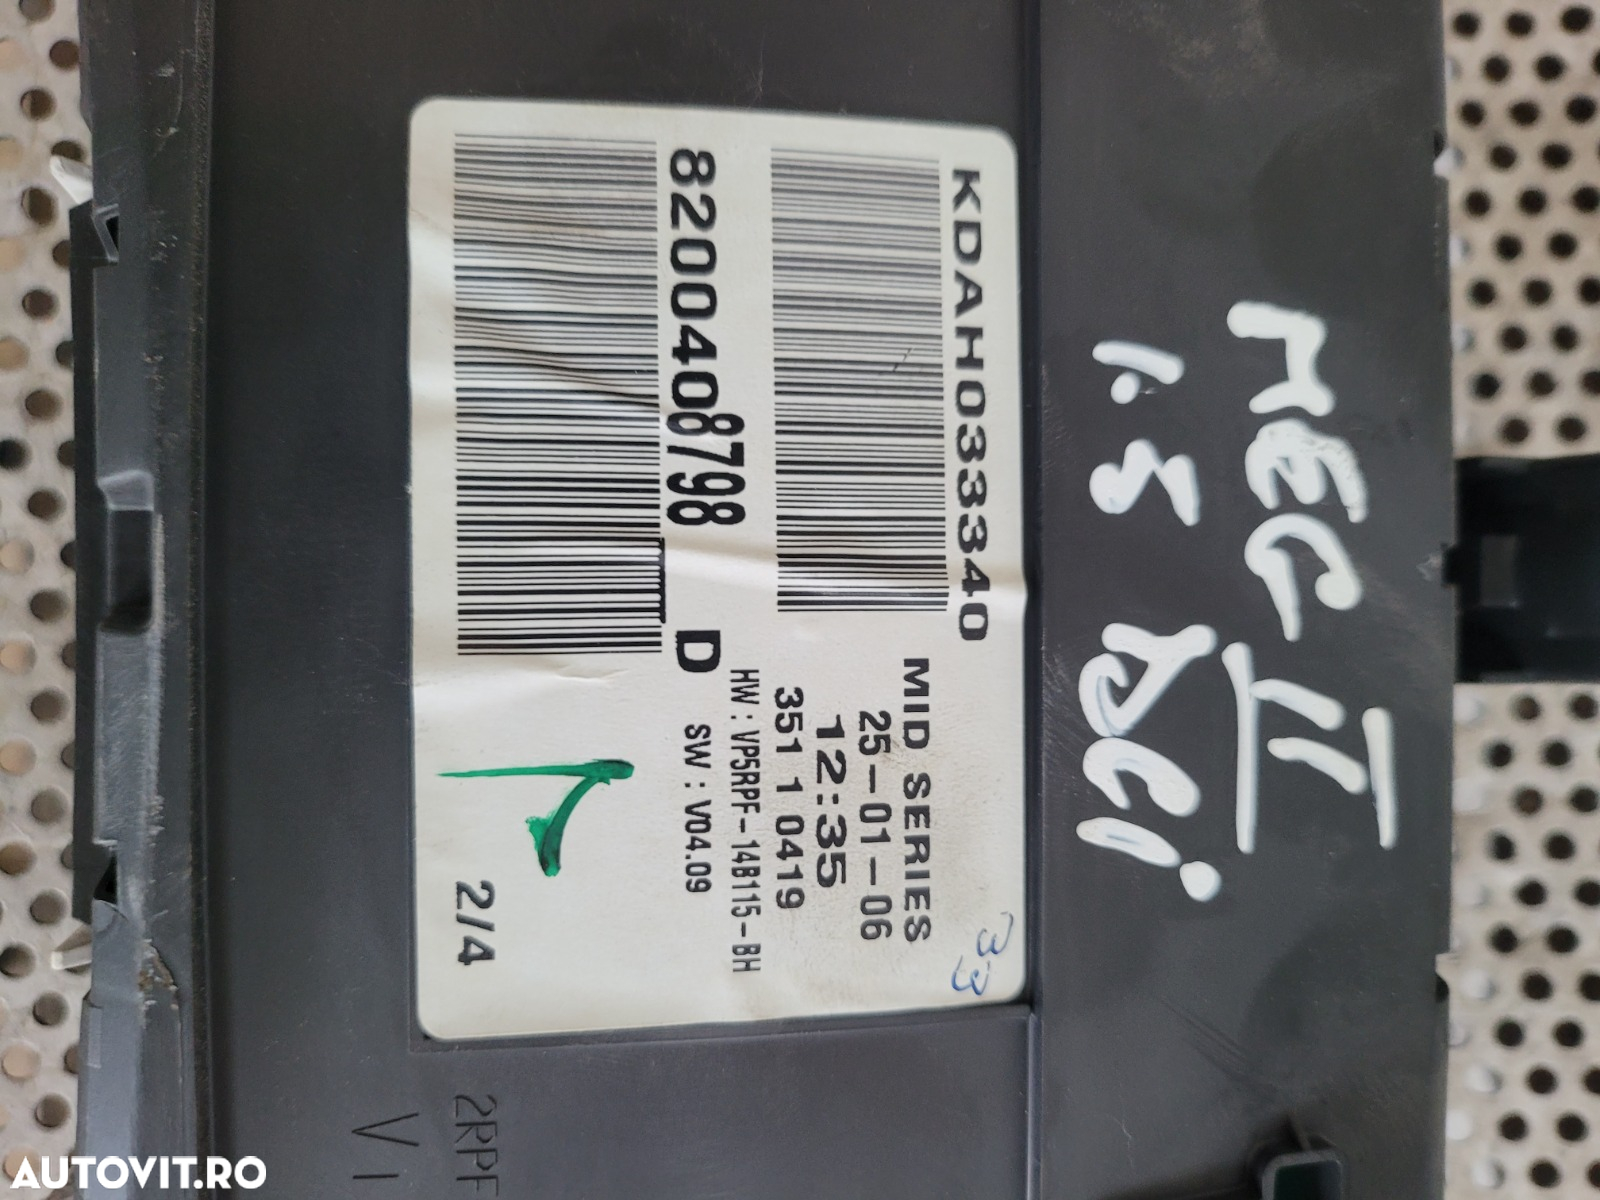 MEG II
1.5 DCi
KDAH033340
33
MID SERIES
25-01-06
12:35
351 1 0419
HW : VP5RPF-14B115-BH
8200408798 D
SW : V04.09
2/4
2RPF
V I
AUTOVIT.RO